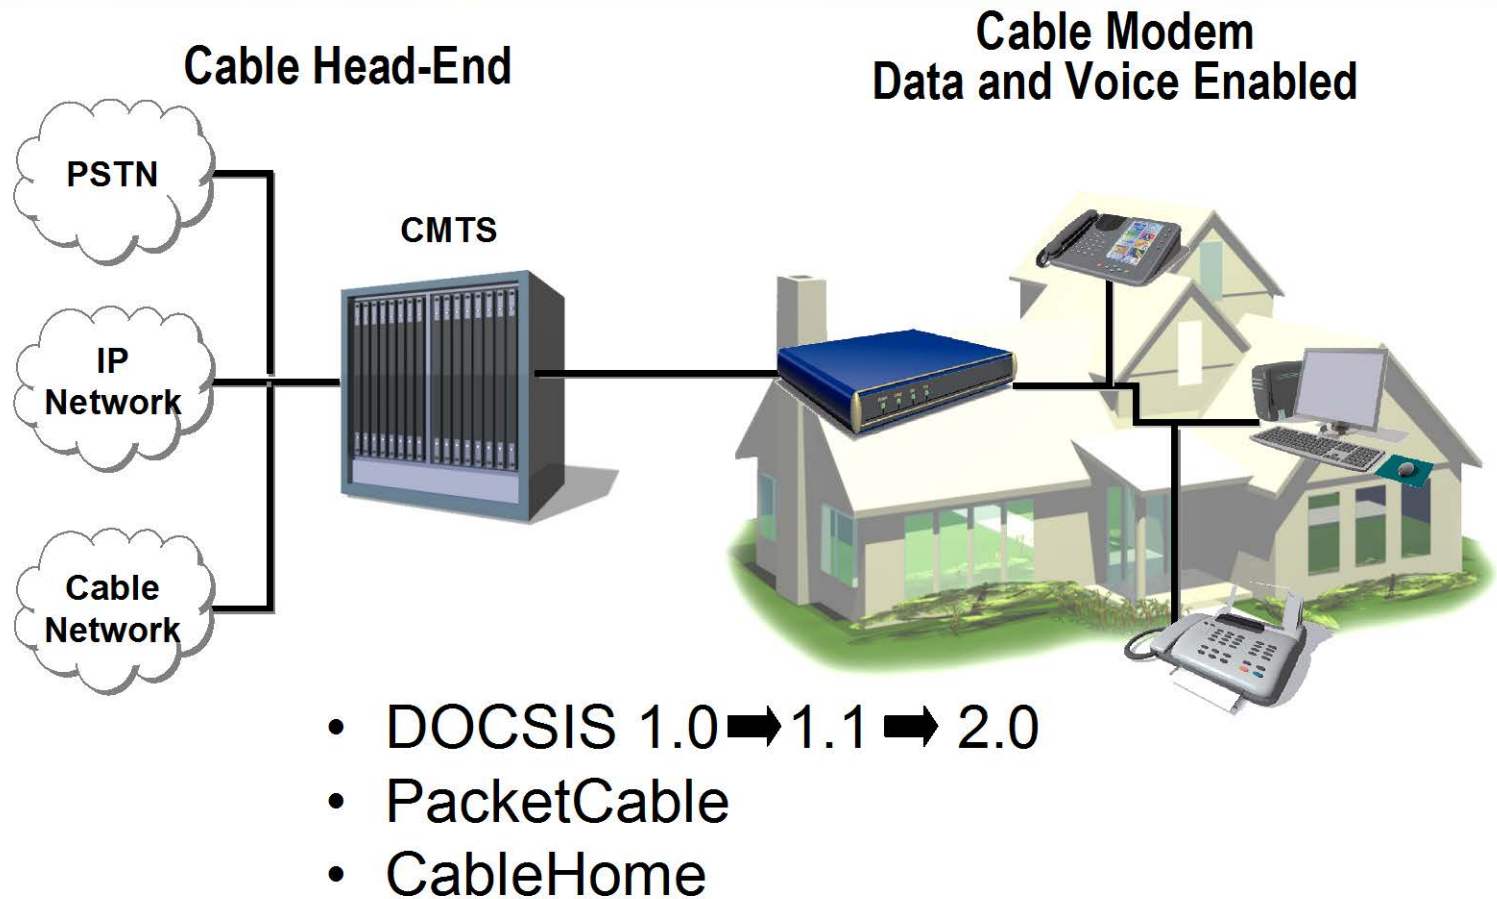 Cable Head-End
Cable Modem
Data and Voice Enabled
PSTN
CMTS
IP
Network
Cable
Network
• DOCSIS 1.0 ➡ 1.1 ➡ 2.0
• PacketCable
• CableHome